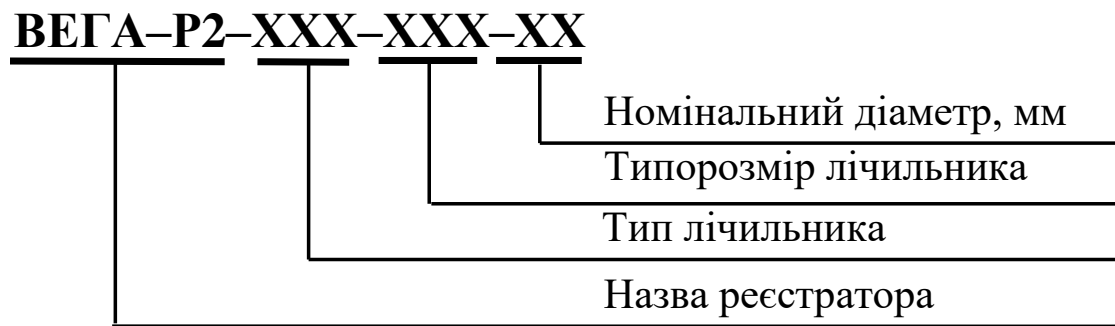 ВЕГА–Р2–ХХХ–ХХХ–ХХ
Номінальний діаметр, мм
Типорозмір лічильника
Тип лічильника
Назва реєстратора